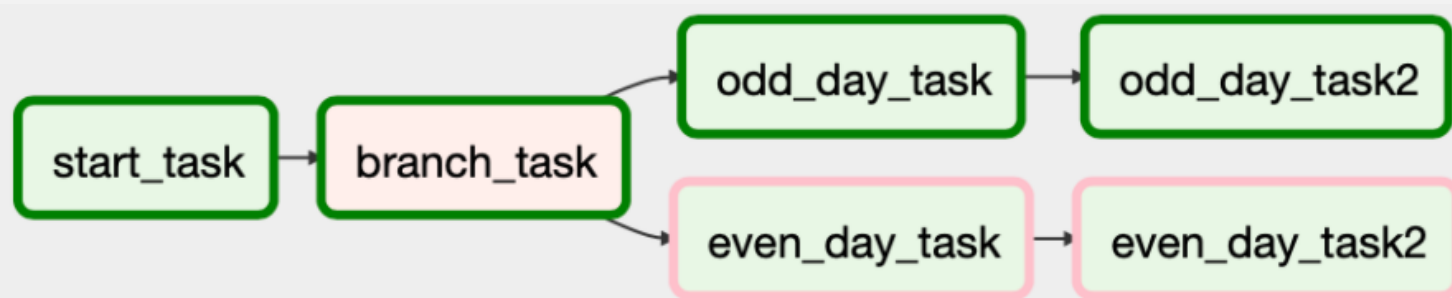 start_task
branch_task
odd_day_task
odd_day_task2
even_day_task
even_day_task2